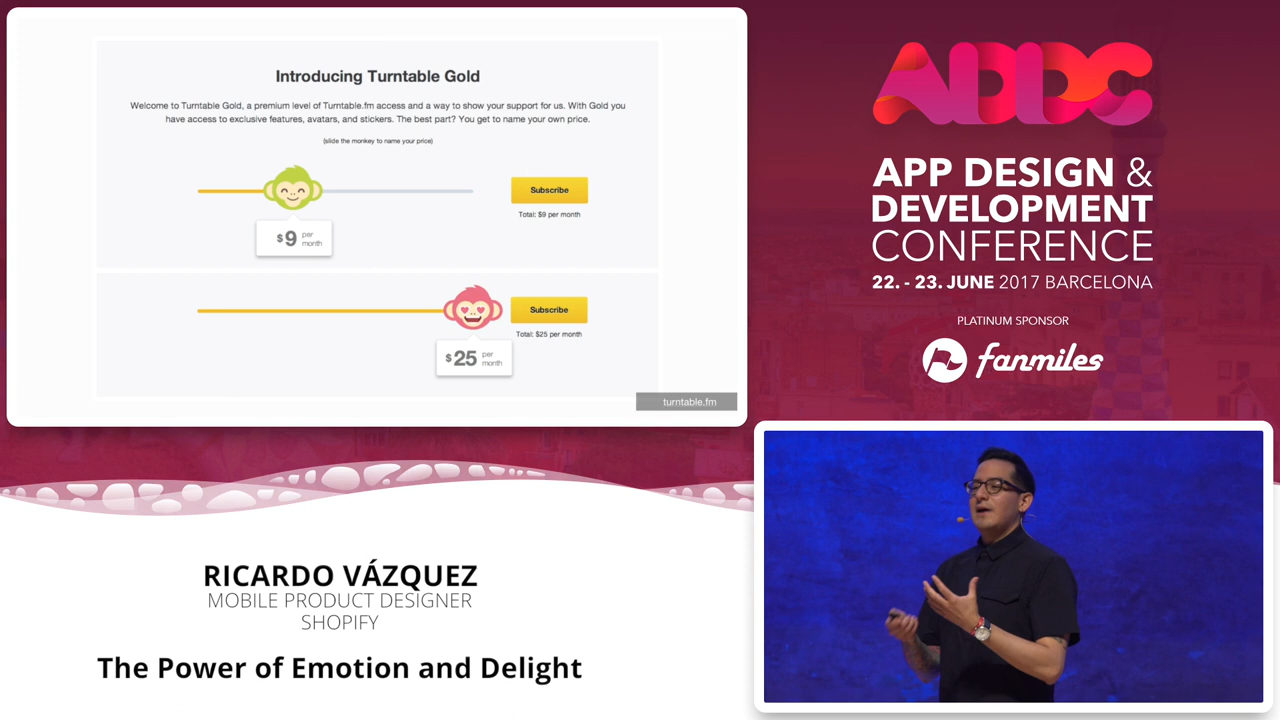 Introducing Turntable Gold
Welcome to Turntable Gold, a premium level of Turntable.fm access and a way to show your support for us. With Gold you
have access to exclusive features, avatars, and stickers. The best part? You get to name your own price.
(slide the monkey to name your price)
Subscribe
Total: $9 per month
$9 per
month
Subscribe
Total: $25 per month
$25 per
month
turntable.fm
ADDC
APP DESIGN &
DEVELOPMENT
CONFERENCE
22. - 23. JUNE 2017 BARCELONA
PLATINUM SPONSOR
fanmiles
RICARDO VÁZQUEZ
MOBILE PRODUCT DESIGNER
SHOPIFY
The Power of Emotion and Delight